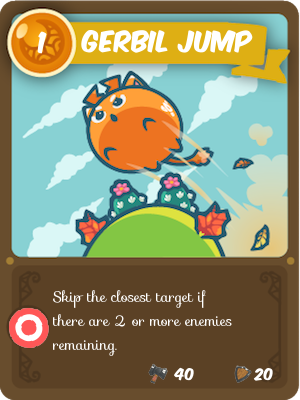 1
GERBIL JUMP
Skip the closest target if
there are 2 or more enemies
remaining.
40 20